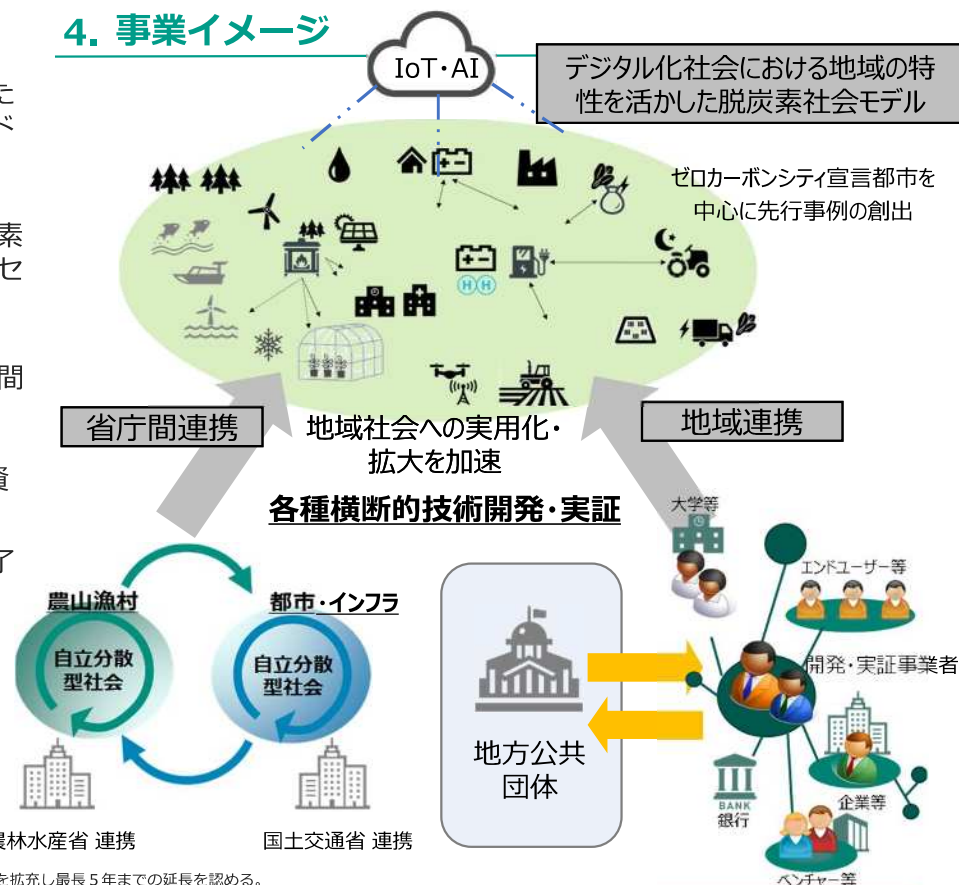 4. 事業イメージ
IoT・AI
デジタル化社会における地域の特
性を活かした脱炭素社会モデル
ゼロカーボンシティ宣言都市を
中心に先行事例の創出
素
セ
間
了
H H
省庁間連携
地域社会への実用化・
拡大を加速
地域連携
各種横断的技術開発・実証
農山漁村
自立分散
型社会
都市・インフラ
自立分散
型社会
農林水産省 連携
国土交通省 連携
地方公共
団体
大学等
エンドユーザー等
開発・実証事業者
BANK
銀行
企業等
ベンチャー等
を拡充し最長5年までの延長を認める。